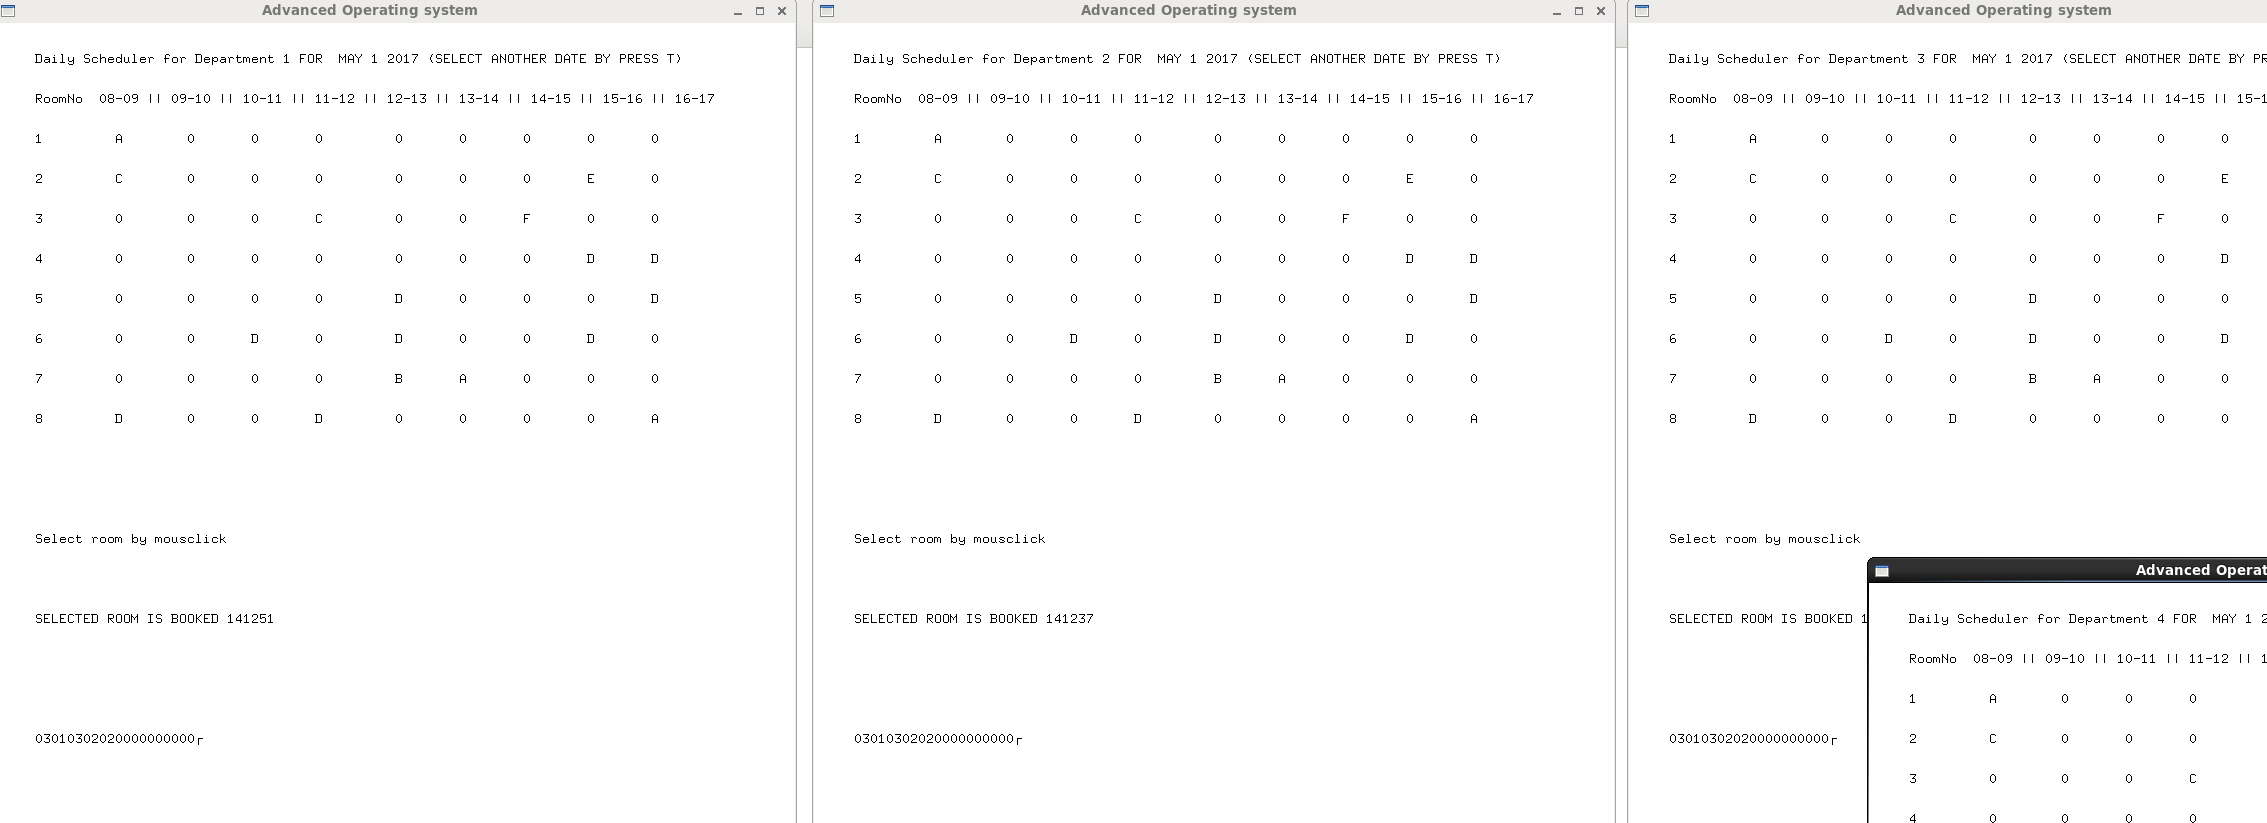 Advanced Operating system
Daily Scheduler for Department 1 FOR  MAY 1 2017 (SELECT ANOTHER DATE BY PRESS T)
RoomNo  08-09 || 09-10 || 10-11 || 11-12 || 12-13 || 13-14 || 14-15 || 15-16 || 16-17
1 A 0 0 0 0 0 0 0 0
2 C 0 0 0 0 0 0 E 0
3 0 0 0 C 0 0 F 0 0
4 0 0 0 0 0 0 0 D D
5 0 0 0 0 D 0 0 0 D
6 0 0 D 0 D 0 0 D 0
7 0 0 0 0 B A 0 0 0
8 D 0 0 D 0 0 0 0 A
Select room by mousclick
SELECTED ROOM IS BOOKED 141251
03010302020000000000┌
Advanced Operating system
Daily Scheduler for Department 2 FOR  MAY 1 2017 (SELECT ANOTHER DATE BY PRESS T)
RoomNo  08-09 || 09-10 || 10-11 || 11-12 || 12-13 || 13-14 || 14-15 || 15-16 || 16-17
1 A 0 0 0 0 0 0 0 0
2 C 0 0 0 0 0 0 E 0
3 0 0 0 C 0 0 F 0 0
4 0 0 0 0 0 0 0 D D
5 0 0 0 0 D 0 0 0 D
6 0 0 D 0 D 0 0 D 0
7 0 0 0 0 B A 0 0 0
8 D 0 0 D 0 0 0 0 A
Select room by mousclick
SELECTED ROOM IS BOOKED 141237
03010302020000000000┌
Advanced Operating system
Daily Scheduler for Department 3 FOR  MAY 1 2017 (SELECT ANOTHER DATE BY PR
RoomNo  08-09 || 09-10 || 10-11 || 11-12 || 12-13 || 13-14 || 14-15 || 15-1
1 A 0 0 0 0 0 0 0
2 C 0 0 0 0 0 0 E
3 0 0 0 C 0 0 F 0
4 0 0 0 0 0 0 0 D
5 0 0 0 0 D 0 0 0
6 0 0 D 0 D 0 0 D
7 0 0 0 0 B A 0 0
8 D 0 0 D 0 0 0 0
Select room by mousclick
SELECTED ROOM IS BOOKED 1
03010302020000000000┌
Advanced Operat
Daily Scheduler for Department 4 FOR  MAY 1 2
RoomNo  08-09 || 09-10 || 10-11 || 11-12 || 1
1 A 0 0 0
2 C 0 0 0
3 0 0 0 C
4 0 0 0 0